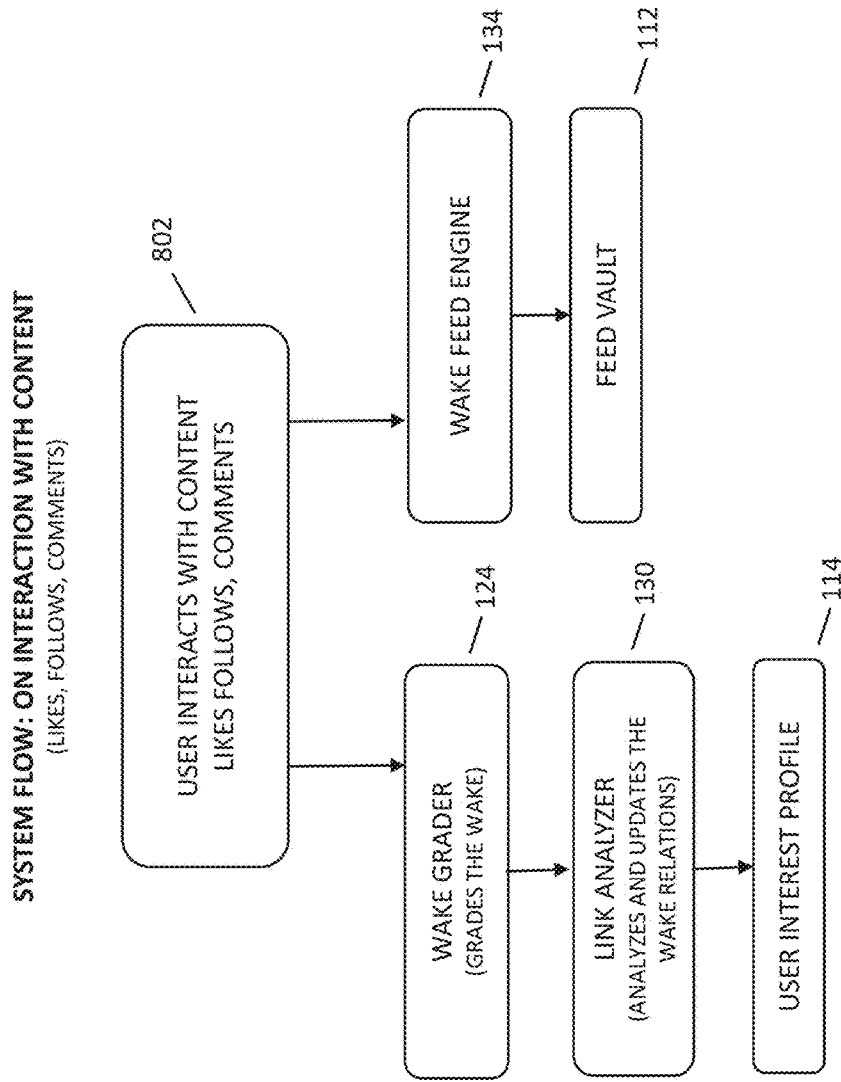 SYSTEM FLOW: ON INTERACTION WITH CONTENT
(LIKES, FOLLOWS, COMMENTS)
802
USER INTERACTS WITH CONTENT
LIKES FOLLOWS, COMMENTS
124
WAKE GRADER
(GRADES THE WAKE)
130
LINK ANALYZER
(ANALYZES AND UPDATES THE
WAKE RELATIONS)
114
USER INTEREST PROFILE
134
WAKE FEED ENGINE
112
FEED VAULT